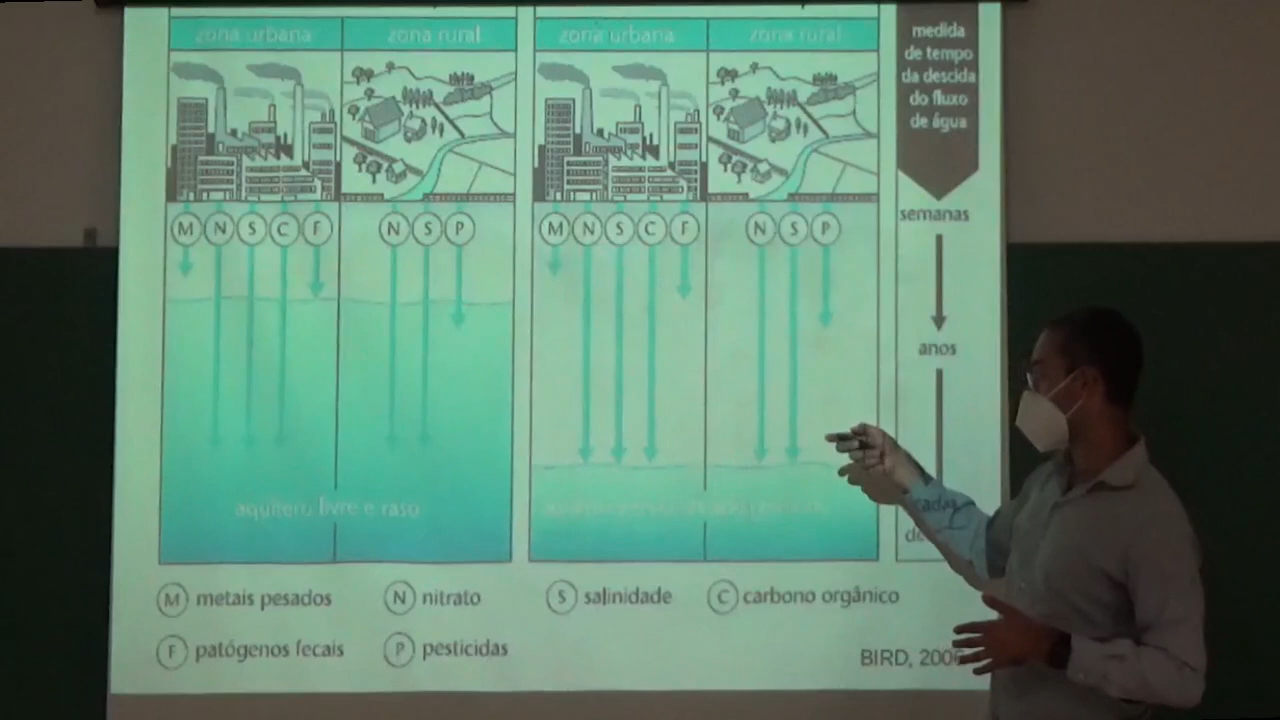 zona urbana zona rural zona urbana zona rural
medida
de tempo
da descida
do fluxo
de água
M N S C F N S P M N S C F N S P
semanas
anos
aquífero livre e raso
M metais pesados N nitrato S salinidade C carbono orgânico
F patógenos fecais P pesticidas
BIRD,